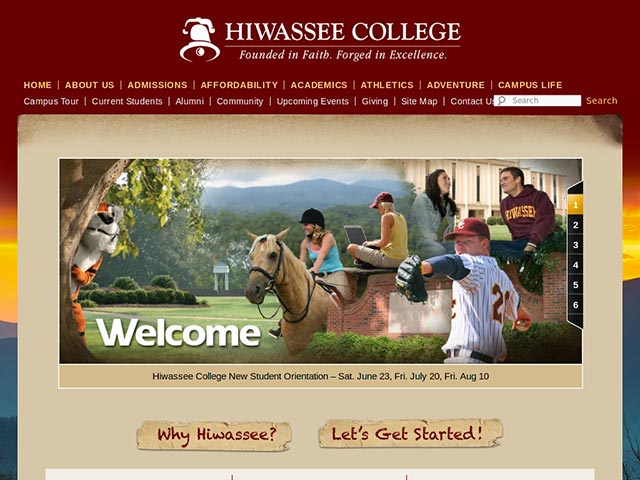 HIWASSEE COLLEGE
Founded in Faith. Forged in Excellence.
HOME | ABOUT US | ADMISSIONS | AFFORDABILITY | ACADEMICS | ATHLETICS | ADVENTURE | CAMPUS LIFE
Campus Tour | Current Students | Alumni | Community | Upcoming Events | Giving | Site Map | Contact Us Search Search
HIWASSEE
1
2
3
4
5
6
Welcome
Hiwassee College New Student Orientation – Sat. June 23, Fri. July 20, Fri. Aug 10
Why Hiwassee? Let's Get Started!